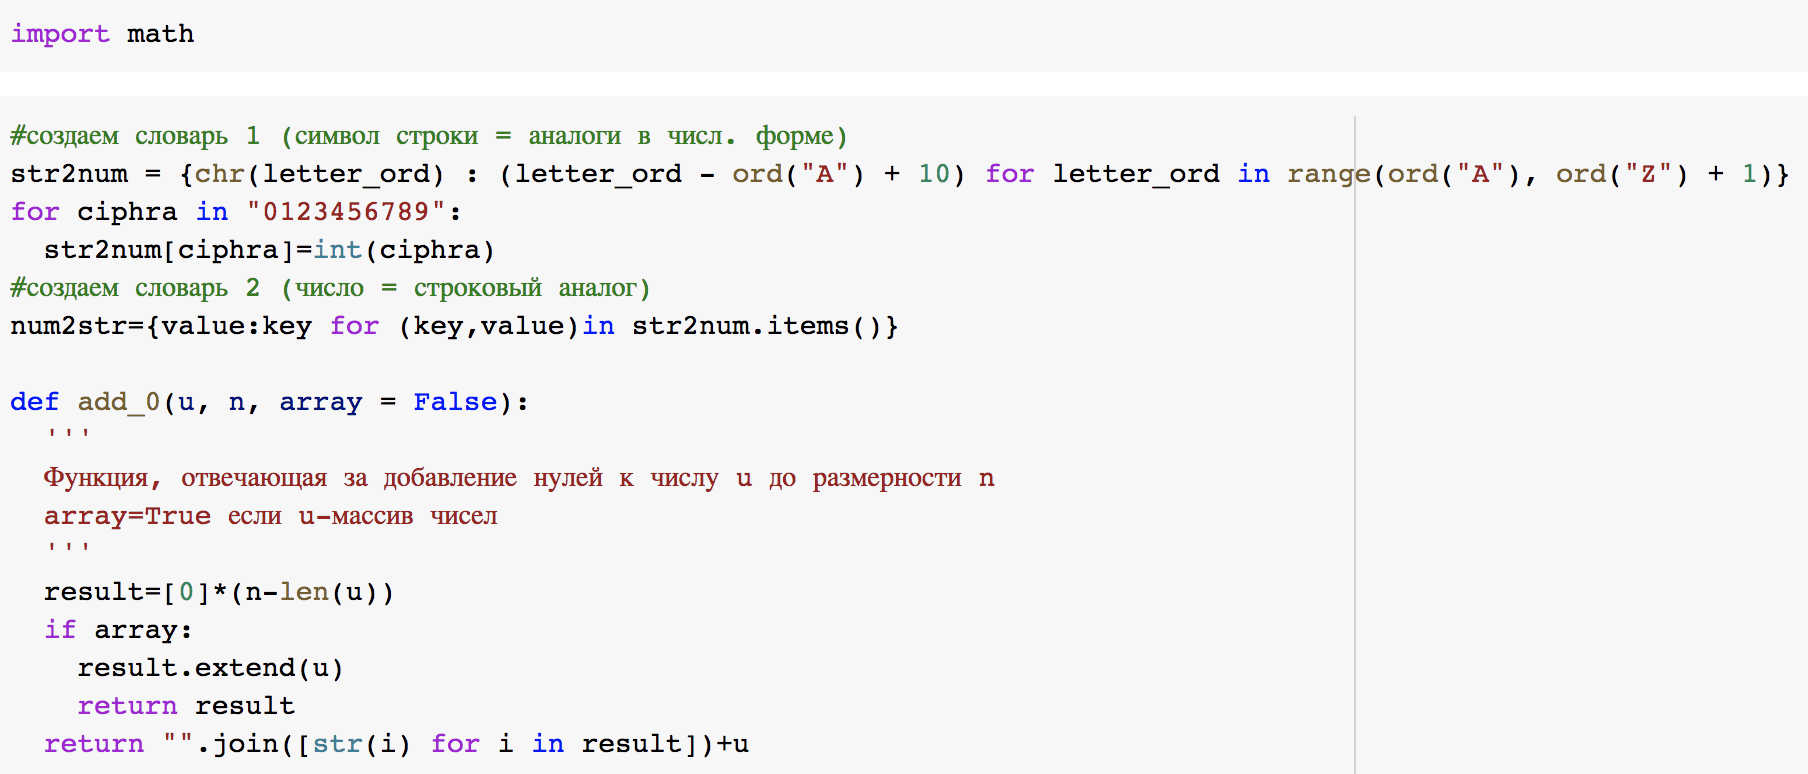 import math
#создаем словарь 1 (символ строки = аналоги в числ. форме)
str2num = {chr(letter_ord) : (letter_ord - ord("A") + 10) for letter_ord in range(ord("A"), ord("Z") + 1)}
for ciphra in "0123456789":
  str2num[ciphra]=int(ciphra)
#создаем словарь 2 (число = строковый аналог)
num2str={value:key for (key,value)in str2num.items()}
def add_0(u, n, array = False):
  '''
  Функция, отвечающая за добавление нулей к числу u до размерности n
  array=True если u-массив чисел
  '''
  result=[0]*(n-len(u))
  if array:
    result.extend(u)
    return result
  return "".join([str(i) for i in result])+u